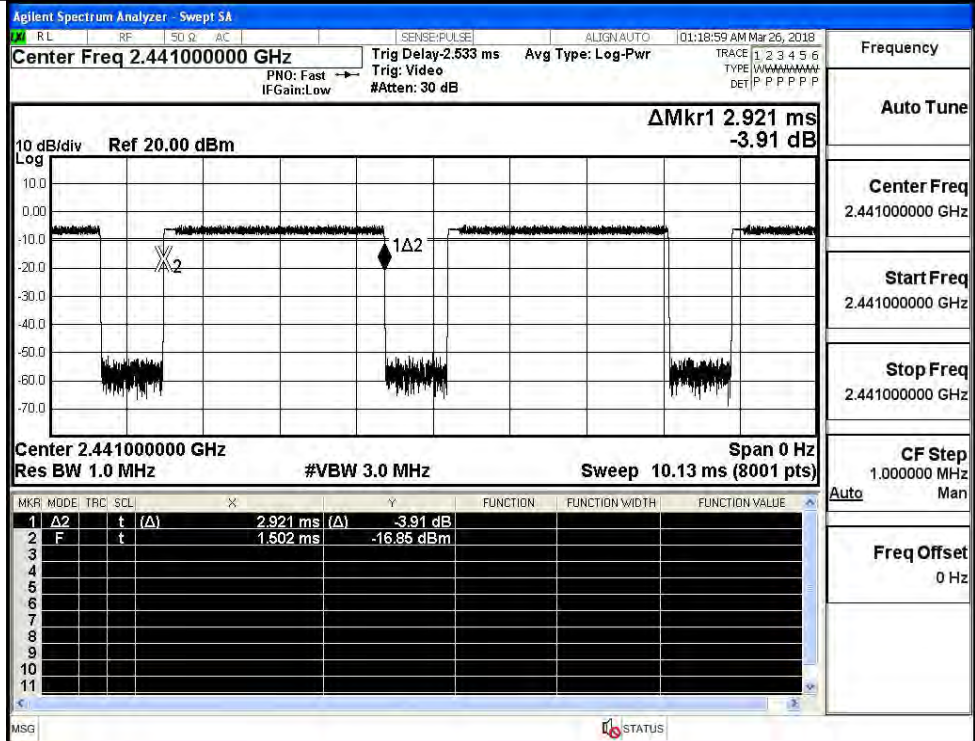 Agilent Spectrum Analyzer - Swept SA
RL RF 50 Ω AC SENSE:PULSE ALIGN AUTO 01:18:59 AM Mar 26, 2018
Center Freq 2.441000000 GHz
PNO: Fast
IFGain:Low
Trig Delay-2.533 ms
Trig: Video
#Atten: 30 dB
Avg Type: Log-Pwr
TRACE 1 2 3 4 5 6
TYPE WWWWWW
DET P P P P P P
ΔMkr1 2.921 ms
-3.91 dB
10 dB/div Ref 20.00 dBm
Log
10.0
0.00
-10.0
-20.0
-30.0
-40.0
-50.0
-60.0
-70.0
2
1Δ2
Center 2.441000000 GHz Span 0 Hz
Res BW 1.0 MHz #VBW 3.0 MHz Sweep 10.13 ms (8001 pts)
MKR MODE TRC SCL X Y FUNCTION FUNCTION WIDTH FUNCTION VALUE
1 Δ2 t (Δ) 2.921 ms (Δ) -3.91 dB
2 F t 1.502 ms -16.85 dBm
3
4
5
6
7
8
9
10
11
MSG STATUS
Frequency
Auto Tune
Center Freq
2.441000000 GHz
Start Freq
2.441000000 GHz
Stop Freq
2.441000000 GHz
CF Step
1.000000 MHz
Auto Man
Freq Offset
0 Hz